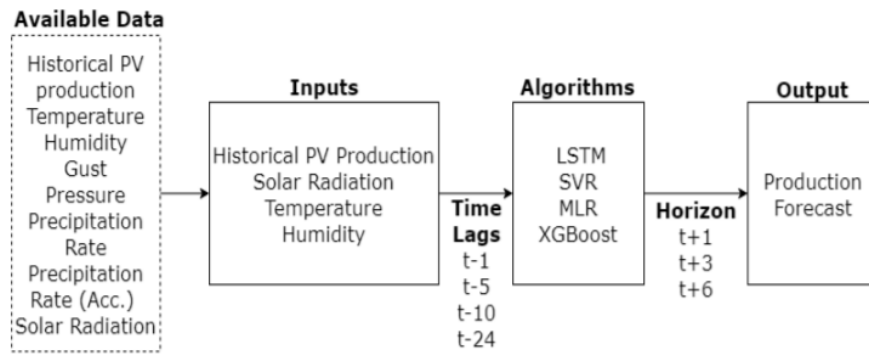 Available Data
Historical PV
production
Temperature
Humidity
Gust
Pressure
Precipitation
Rate
Precipitation
Rate (Acc.)
Solar Radiation
Inputs
Historical PV Production
Solar Radiation
Temperature
Humidity
Time
Lags
t-1
t-5
t-10
t-24
Algorithms
LSTM
SVR
MLR
XGBoost
Horizon
t+1
t+3
t+6
Output
Production
Forecast